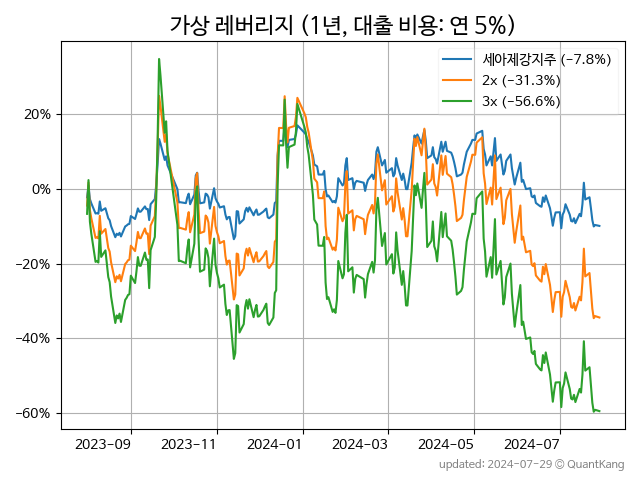 가상 레버리지 (1년, 대출 비용: 연 5%)
세아제강지주 (−7.8%)
2x (−31.3%)
3x (−56.6%)
20%
0%
−20%
−40%
−60%
2023-09 2023-11 2024-01 2024-03 2024-05 2024-07
updated: 2024-07-29 © QuantKang